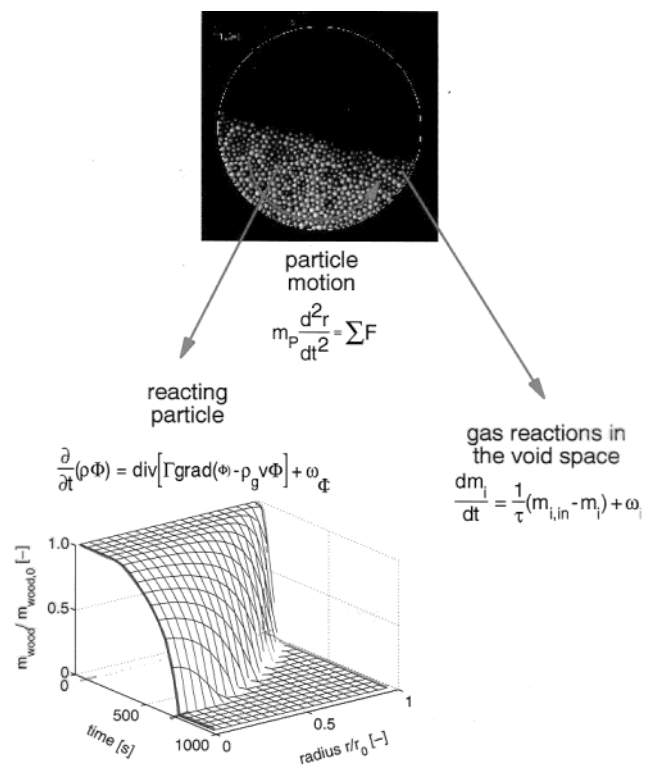 particle
motion
m_P d²r/dt² = ∑F
reacting
particle
∂/∂t(ρΦ) = div[Γgrad(Φ)-ρ_g vΦ] + ω_Φ
gas reactions in
the void space
dm_i/dt = 1/τ(m_i,in - m_i) + ω_i
m_wood / m_wood,0 [–]
1.0
0.5
0
0
500
1000
time [s]
0
0.5
1
radius r/r_0 [–]